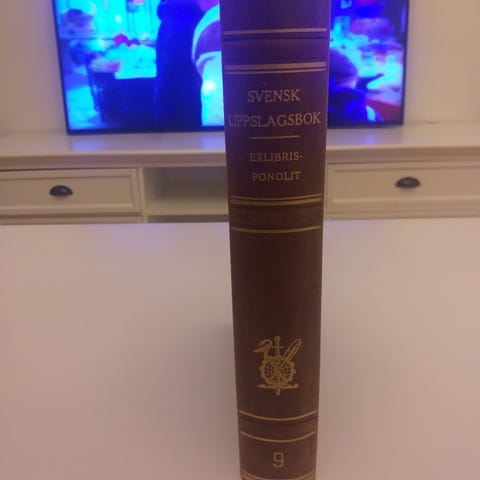 SVENSK
UPPSLAGSBOK
EXLIBRIS-
FONOLIT
9